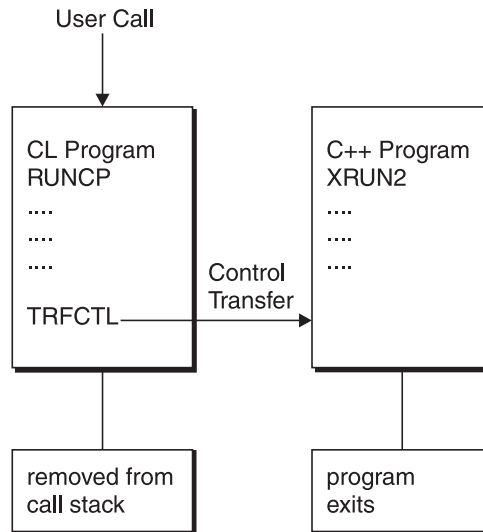 User Call
CL Program
RUNCP
....
....
....
TRFCTL
Control
Transfer
C++ Program
XRUN2
....
....
....
removed from
call stack
program
exits